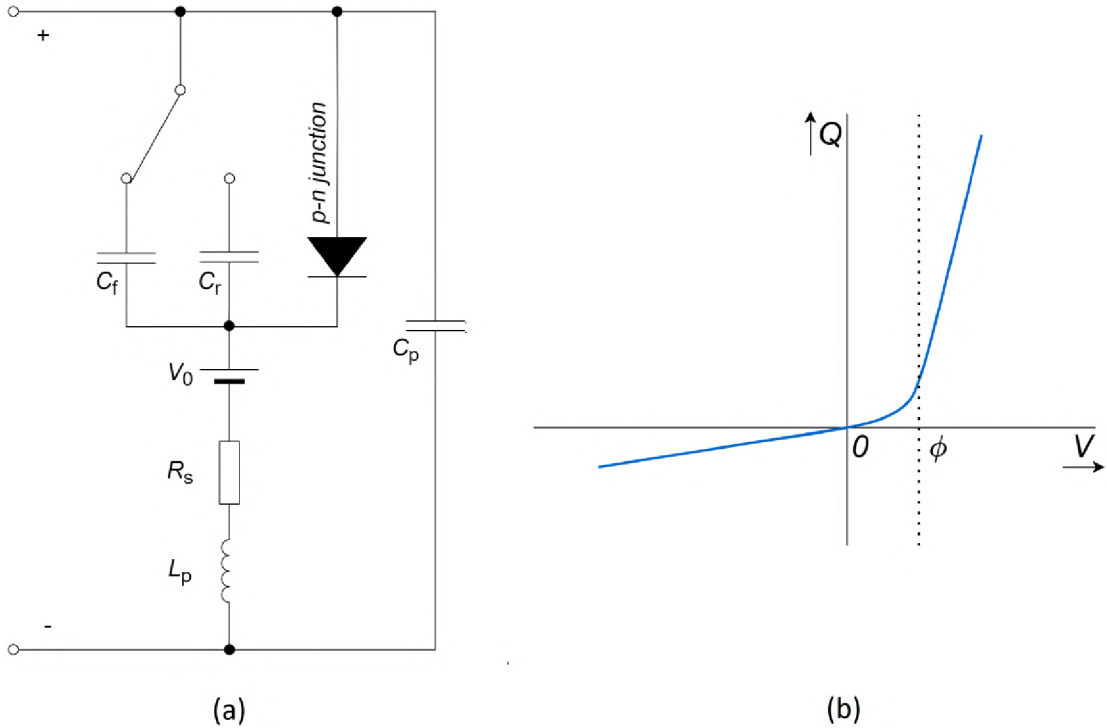 +
p-n junction
C_f
C_r
C_p
V_0
R_s
L_p
-
(a)
Q
0
ϕ
V
(b)